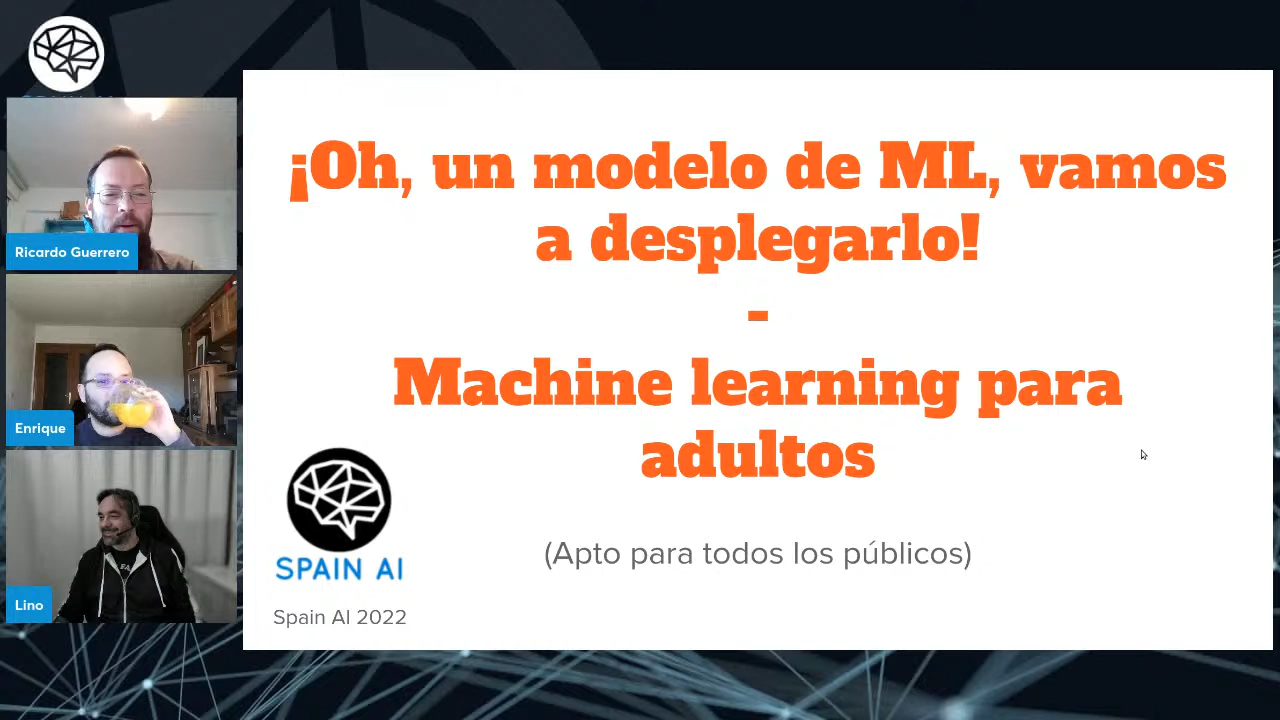 Ricardo Guerrero
Enrique
Lino
¡Oh, un modelo de ML, vamos
a desplegarlo!
-
Machine learning para
adultos
(Apto para todos los públicos)
SPAIN AI
Spain AI 2022